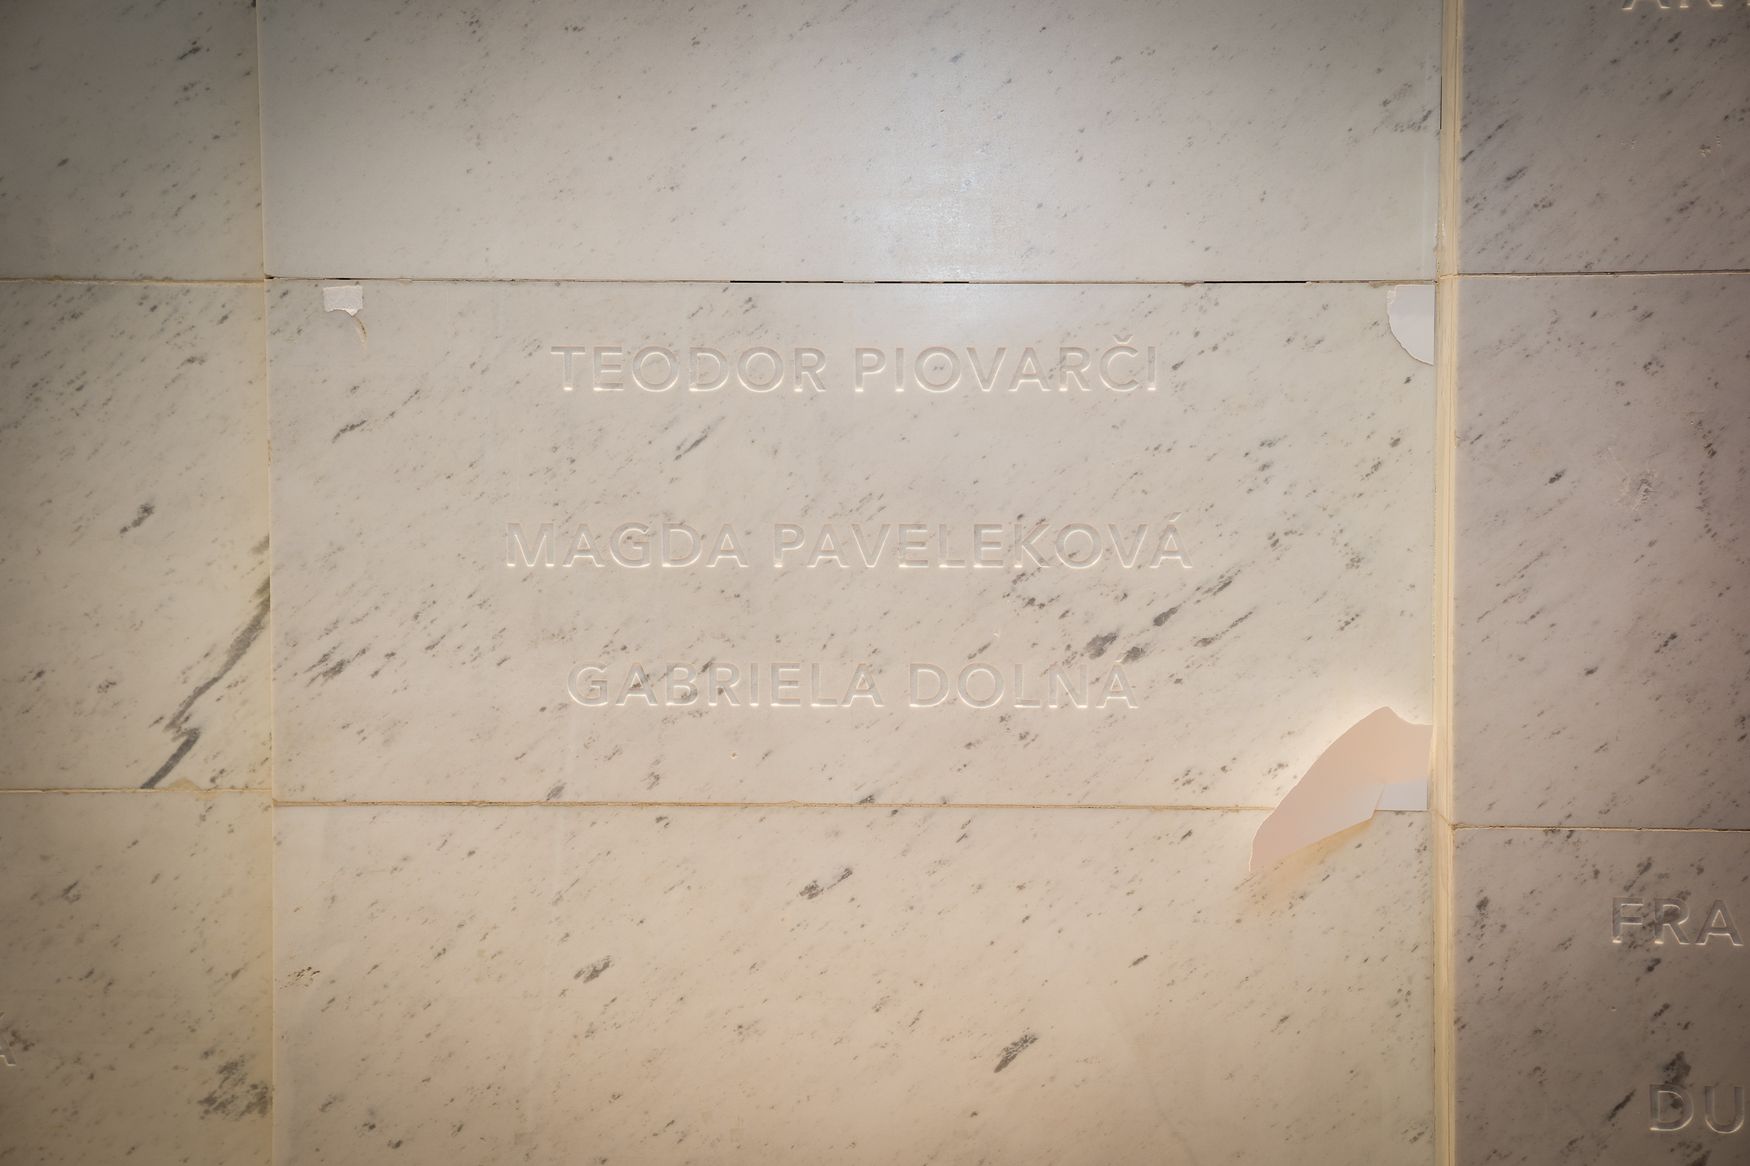 TEODOR PIOVARČI
MAGDA PAVELEKOVÁ
GABRIELA DOLNÁ